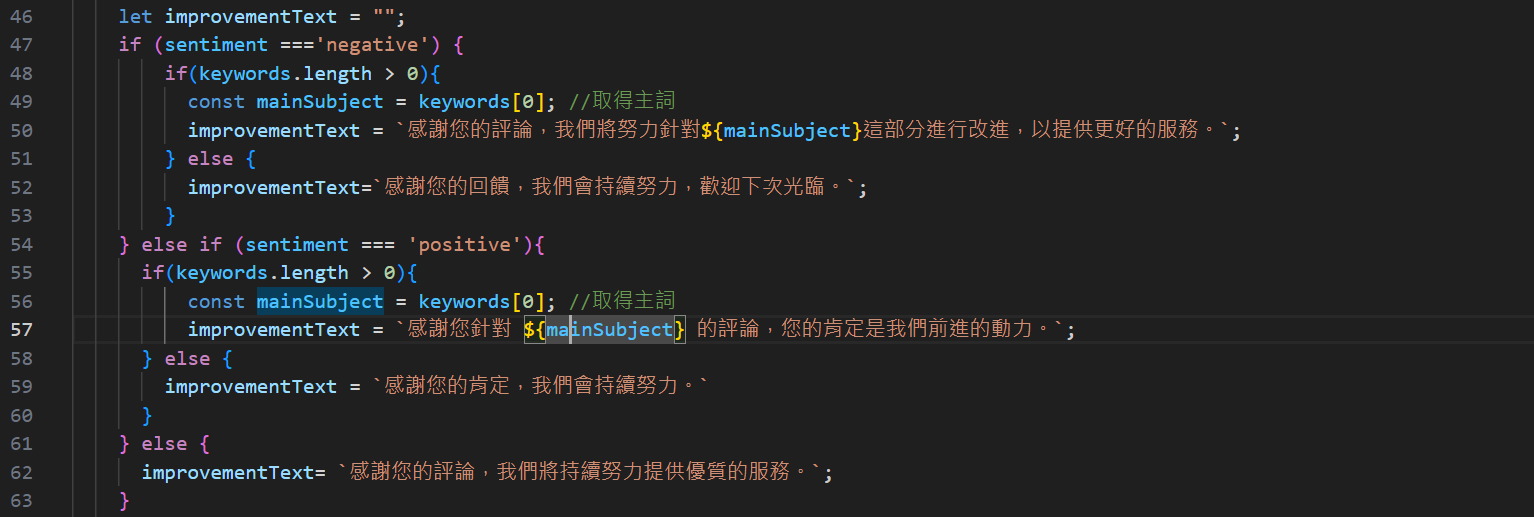 46 let improvementText = "";
47 if (sentiment ==='negative') {
48 if(keywords.length > 0){
49 const mainSubject = keywords[0]; //取得主詞
50 improvementText = `感謝您的評論，我們將努力針對${mainSubject}這部分進行改進，以提供更好的服務。`;
51 } else {
52 improvementText=`感謝您的回饋，我們會持續努力，歡迎下次光臨。`;
53 }
54 } else if (sentiment === 'positive'){
55 if(keywords.length > 0){
56 const mainSubject = keywords[0]; //取得主詞
57 improvementText = `感謝您針對 ${mainSubject} 的評論，您的肯定是我們前進的動力。`;
58 } else {
59 improvementText = `感謝您的肯定，我們會持續努力。`
60 }
61 } else {
62 improvementText= `感謝您的評論，我們將持續努力提供優質的服務。`;
63 }